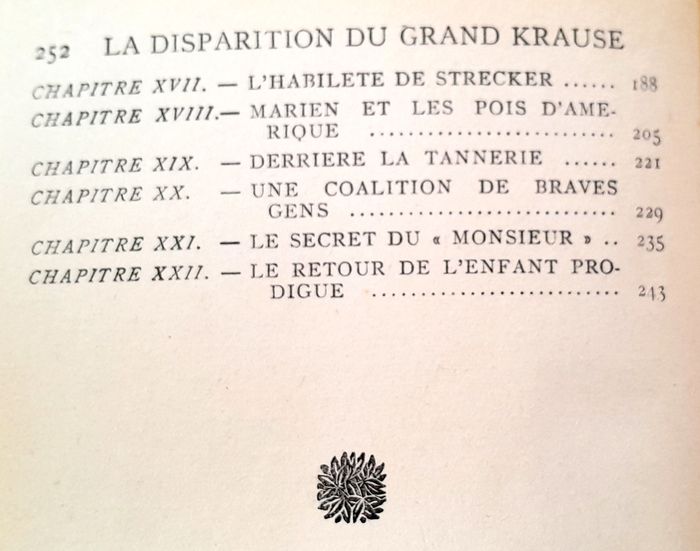 252 LA DISPARITION DU GRAND KRAUSE
CHAPITRE XVII. — L'HABILETE DE STRECKER ...... 188
CHAPITRE XVIII.— MARIEN ET LES POIS D'AME-
RIQUE .......................... 205
CHAPITRE XIX. — DERRIERE LA TANNERIE ...... 221
CHAPITRE XX. — UNE COALITION DE BRAVES
GENS ............................ 229
CHAPITRE XXI. — LE SECRET DU « MONSIEUR » .. 235
CHAPITRE XXII. — LE RETOUR DE L'ENFANT PRO-
DIGUE .......................... 243